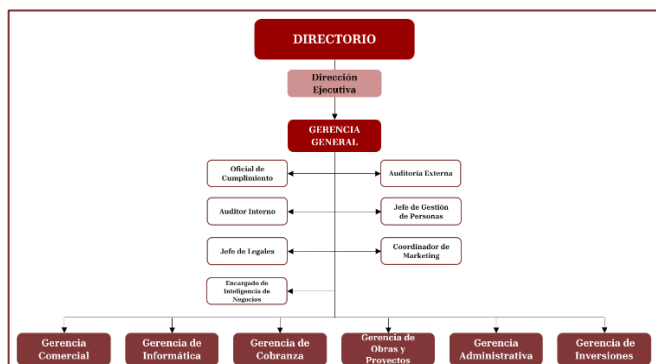 DIRECTORIO
Dirección
Ejecutiva
GERENCIA
GENERAL
Oficial de
Cumplimiento
Auditoría Externa
Auditor Interno
Jefe de Gestión
de Personas
Jefe de Legales
Coordinador de
Marketing
Encargado de
Inteligencia de
Negocios
Gerencia
Comercial
Gerencia de
Informática
Gerencia de
Cobranza
Gerencia de
Obras y
Proyectos
Gerencia
Administrativa
Gerencia
de Inversiones